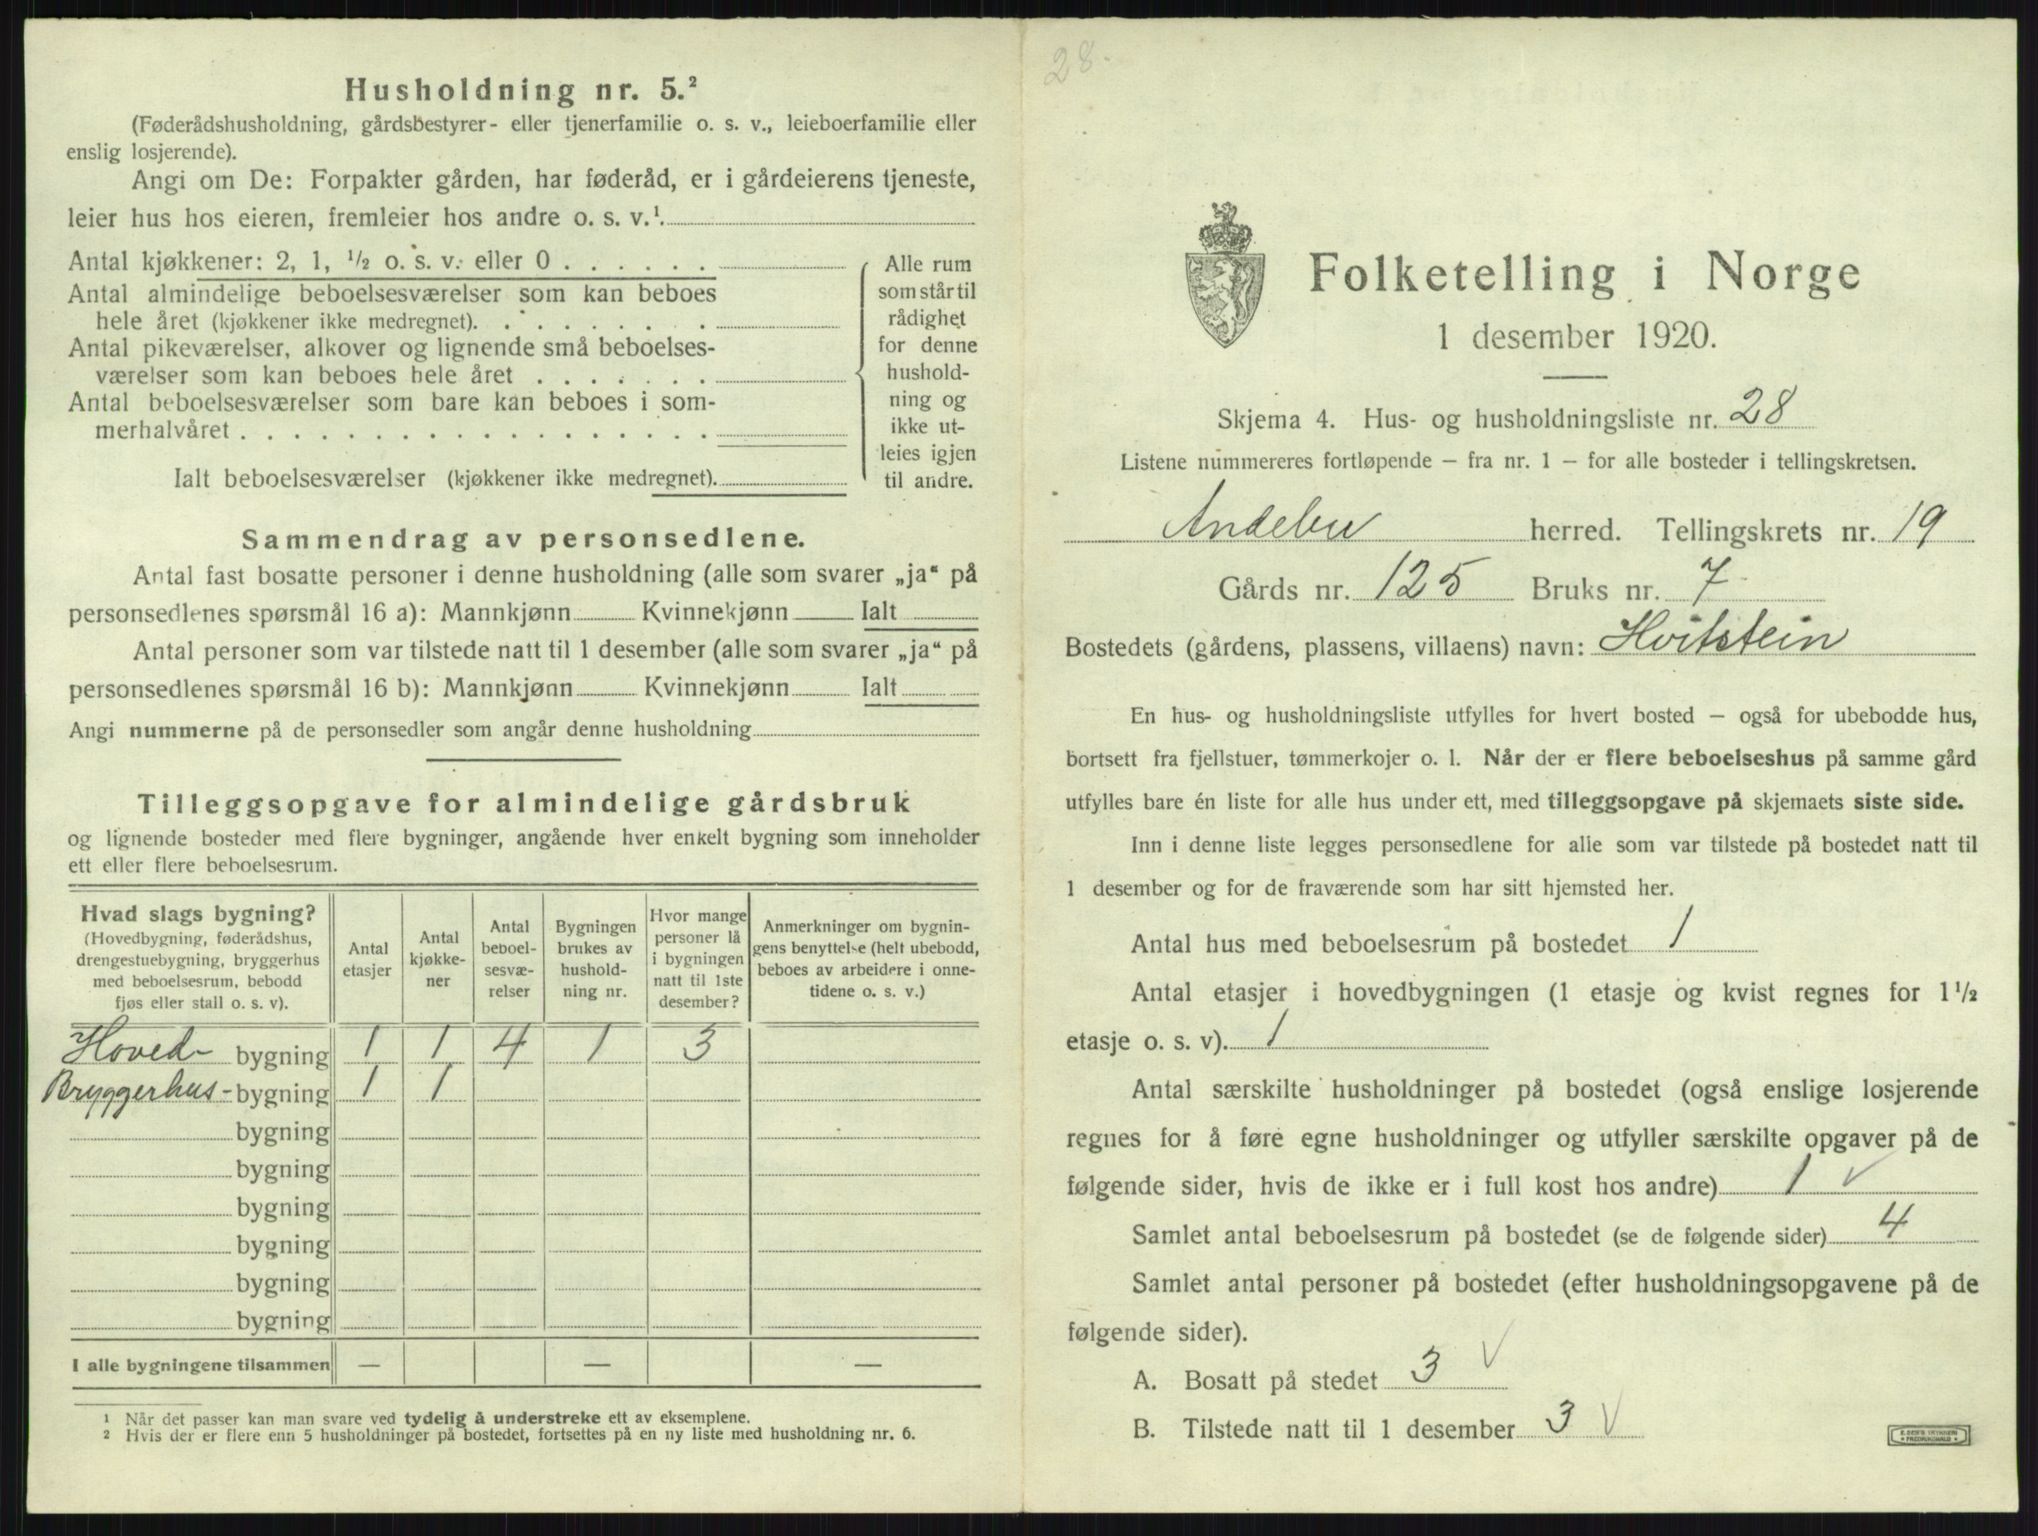 Husholdning nr. 5.²
(Føderådshusholdning, gårdsbestyrer- eller tjenerfamilie o. s. v., leieboerfamilie eller
enslig losjerende).
Angi om De: Forpakter gården, har føderåd, er i gårdeierens tjeneste,
leier hus hos eieren, fremleier hos andre o. s. v.¹.
Antal kjøkkener: 2, 1, ½ o. s. v. eller 0
Antal almindelige beboelsesværelser som kan beboes
hele året (kjøkkener ikke medregnet).
Antal pikeværelser, alkover og lignende små beboelses-
værelser som kan beboes hele året
Antal beboelsesværelser som bare kan beboes i som-
merhalvåret
Ialt beboelsesværelser (kjøkkener ikke medregnet).
Alle rum
som står til
rådighet
for denne
hushold-
ning og
ikke ut-
leies igjen
til andre.
Sammendrag av personsedlene.
Antal fast bosatte personer i denne husholdning (alle som svarer „ja“ på
personsedlenes spørsmål 16 a): Mannkjønn Kvinnekjønn Ialt
Antal personer som var tilstede natt til 1 desember (alle som svarer „ja“ på
personsedlenes spørsmål 16 b): Mannkjønn Kvinnekjønn Ialt
Angi nummerne på de personsedler som angår denne husholdning
Tilleggsopgave for almindelige gårdsbruk
og lignende bosteder med flere bygninger, angående hver enkelt bygning som inneholder
ett eller flere beboelsesrum.
Hvad slags bygning?
(Hovedbygning, føderådshus,
drengestuebygning, bryggerhus
med beboelsesrum, bebodd
fjøs eller stall o. s. v).
Antal
etasjer
Antal
kjøkke-
ner
Antal
beboel-
sesvæ-
relser
Bygningen
brukes av
hushold-
ning nr.
Hvor mange
personer lå
i bygningen
natt til 1ste
desember?
Anmerkninger om bygnin-
gens benyttelse (helt ubebodd,
beboes av arbeidere i onne-
tidene o. s. v.)
Hoved- bygning 1 1 4 1 3
Bryggerhus- bygning 1 1
bygning
bygning
bygning
bygning
bygning
bygning
I alle bygningene tilsammen — — —
1 Når det passer kan man svare ved tydelig å understreke ett av eksemplene.
2 Hvis der er flere enn 5 husholdninger på bostedet, fortsettes på en ny liste med husholdning nr. 6.
28.
Folketelling i Norge
1 desember 1920.
Skjema 4. Hus- og husholdningsliste nr. 28
Listene nummereres fortløpende — fra nr. 1 — for alle bosteder i tellingskretsen.
Andebu herred. Tellingskrets nr. 19
Gårds nr. 125 Bruks nr. 7
Bostedets (gårdens, plassens, villaens) navn: Hvitstein
En hus- og husholdningsliste utfylles for hvert bosted — også for ubebodde hus,
bortsett fra fjellstuer, tømmerkojer o. l. Når der er flere beboelseshus på samme gård
utfylles bare én liste for alle hus under ett, med tilleggsopgave på skjemaets siste side.
Inn i denne liste legges personsedlene for alle som var tilstede på bostedet natt til
1 desember og for de fraværende som har sitt hjemsted her.
Antal hus med beboelsesrum på bostedet 1
Antal etasjer i hovedbygningen (1 etasje og kvist regnes for 1½
etasje o. s. v). 1
Antal særskilte husholdninger på bostedet (også enslige losjerende
regnes for å føre egne husholdninger og utfyller særskilte opgaver på de
følgende sider, hvis de ikke er i full kost hos andre) 1 ✓
Samlet antal beboelsesrum på bostedet (se de følgende sider) 4
Samlet antal personer på bostedet (efter husholdningsopgavene på de
følgende sider).
A. Bosatt på stedet 3 ✓
B. Tilstede natt til 1 desember 3 ✓